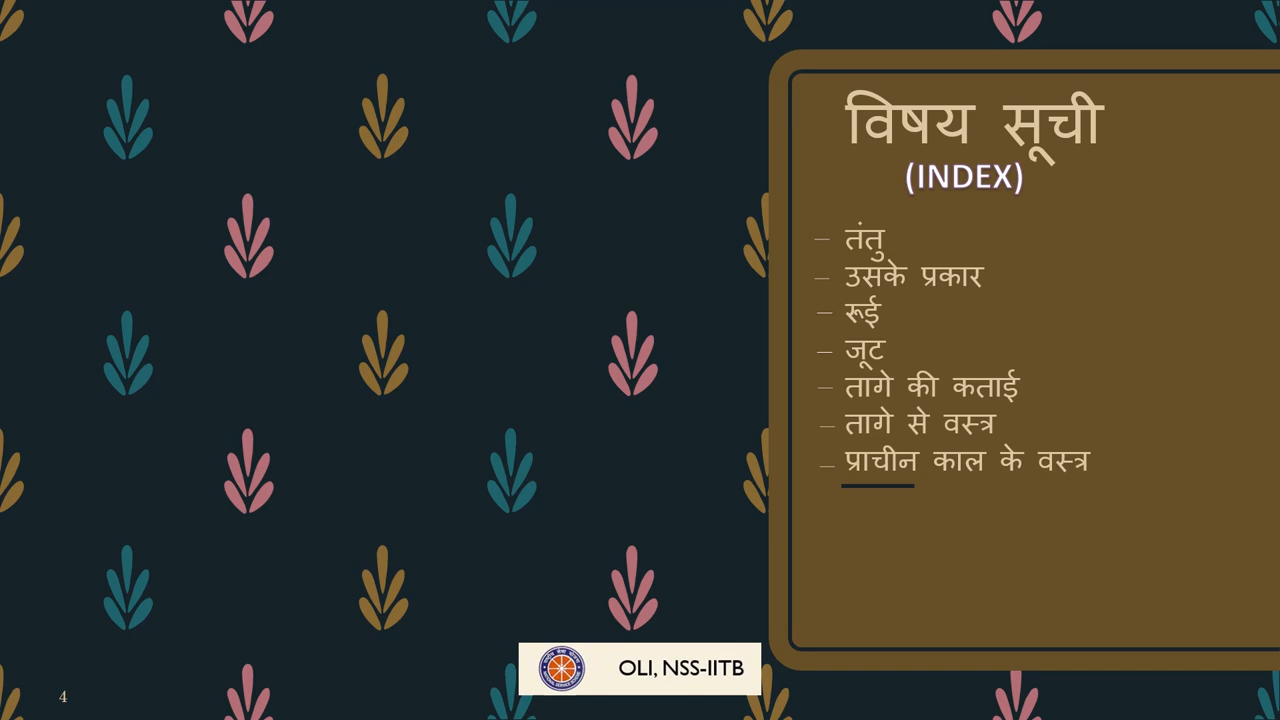 विषय सूची
(INDEX)
– तंतु
– उसके प्रकार
– रूई
– जूट
– तागे की कताई
– तागे से वस्त्र
– प्राचीन काल के वस्त्र
OLI, NSS-IITB
4